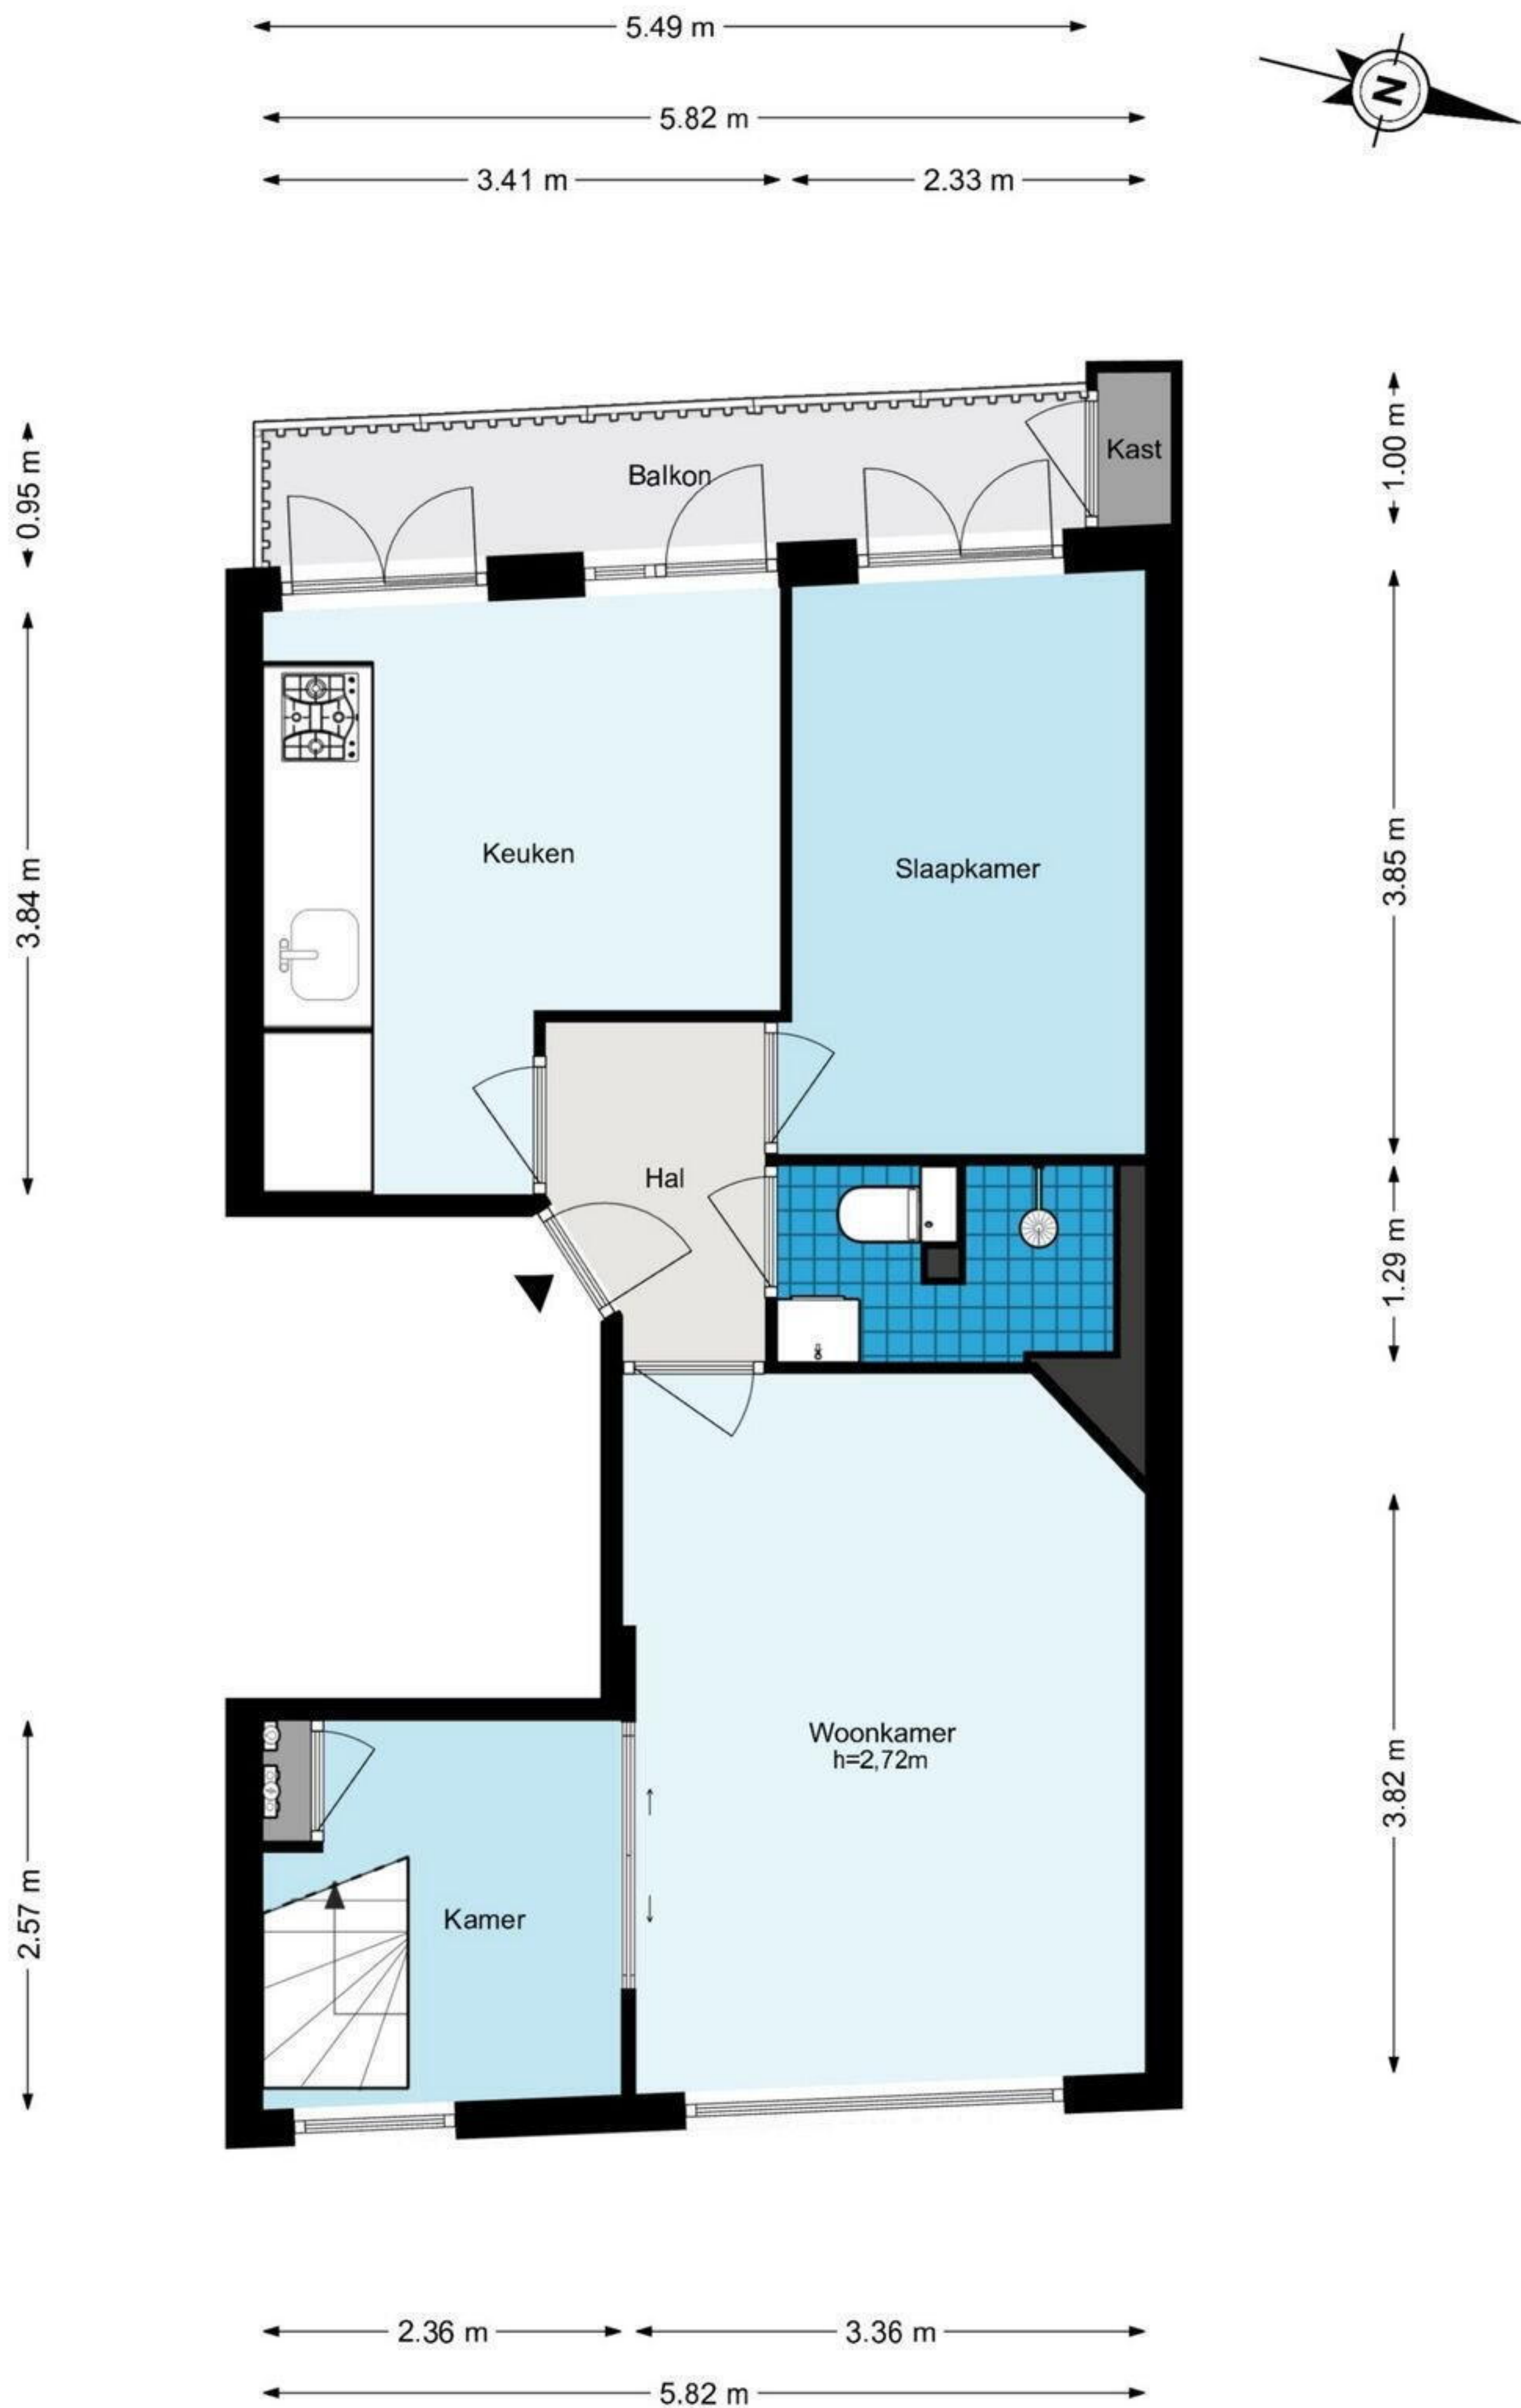 5.49 m
N
5.82 m
3.41 m
2.33 m
Kast
1.00 m
0.95 m
Balkon
Keuken
Slaapkamer
3.85 m
3.84 m
Hal
1.29 m
Woonkamer
h=2,72m
3.82 m
Kamer
2.57 m
2.36 m
3.36 m
5.82 m